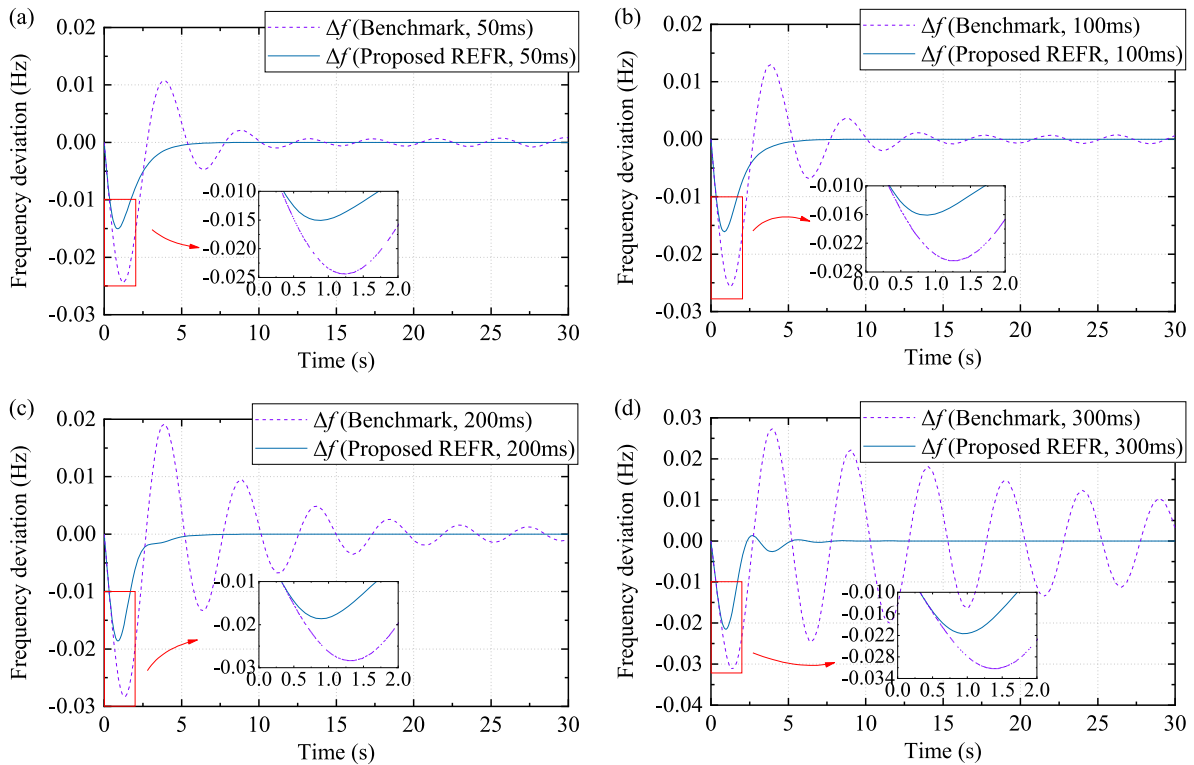 (a)
Δf (Benchmark, 50ms)
Δf (Proposed REFR, 50ms)
Frequency deviation (Hz)
0.02
0.01
0.00
-0.01
-0.02
-0.03
-0.010
-0.015
-0.020
-0.025
0.0 0.5 1.0 1.5 2.0
0 5 10 15 20 25 30
Time (s)
(b)
Δf (Benchmark, 100ms)
Δf (Proposed REFR, 100ms)
Frequency deviation (Hz)
0.02
0.01
0.00
-0.01
-0.02
-0.03
-0.010
-0.016
-0.022
-0.028
0.0 0.5 1.0 1.5 2.0
0 5 10 15 20 25 30
Time (s)
(c)
Δf (Benchmark, 200ms)
Δf (Proposed REFR, 200ms)
Frequency deviation (Hz)
0.02
0.01
0.00
-0.01
-0.02
-0.03
-0.01
-0.02
-0.03
0.0 0.5 1.0 1.5 2.0
0 5 10 15 20 25 30
Time (s)
(d)
Δf (Benchmark, 300ms)
Δf (Proposed REFR, 300ms)
Frequency deviation (Hz)
0.03
0.02
0.01
0.00
-0.01
-0.02
-0.03
-0.04
-0.010
-0.016
-0.022
-0.028
-0.034
0.0 0.5 1.0 1.5 2.0
0 5 10 15 20 25 30
Time (s)